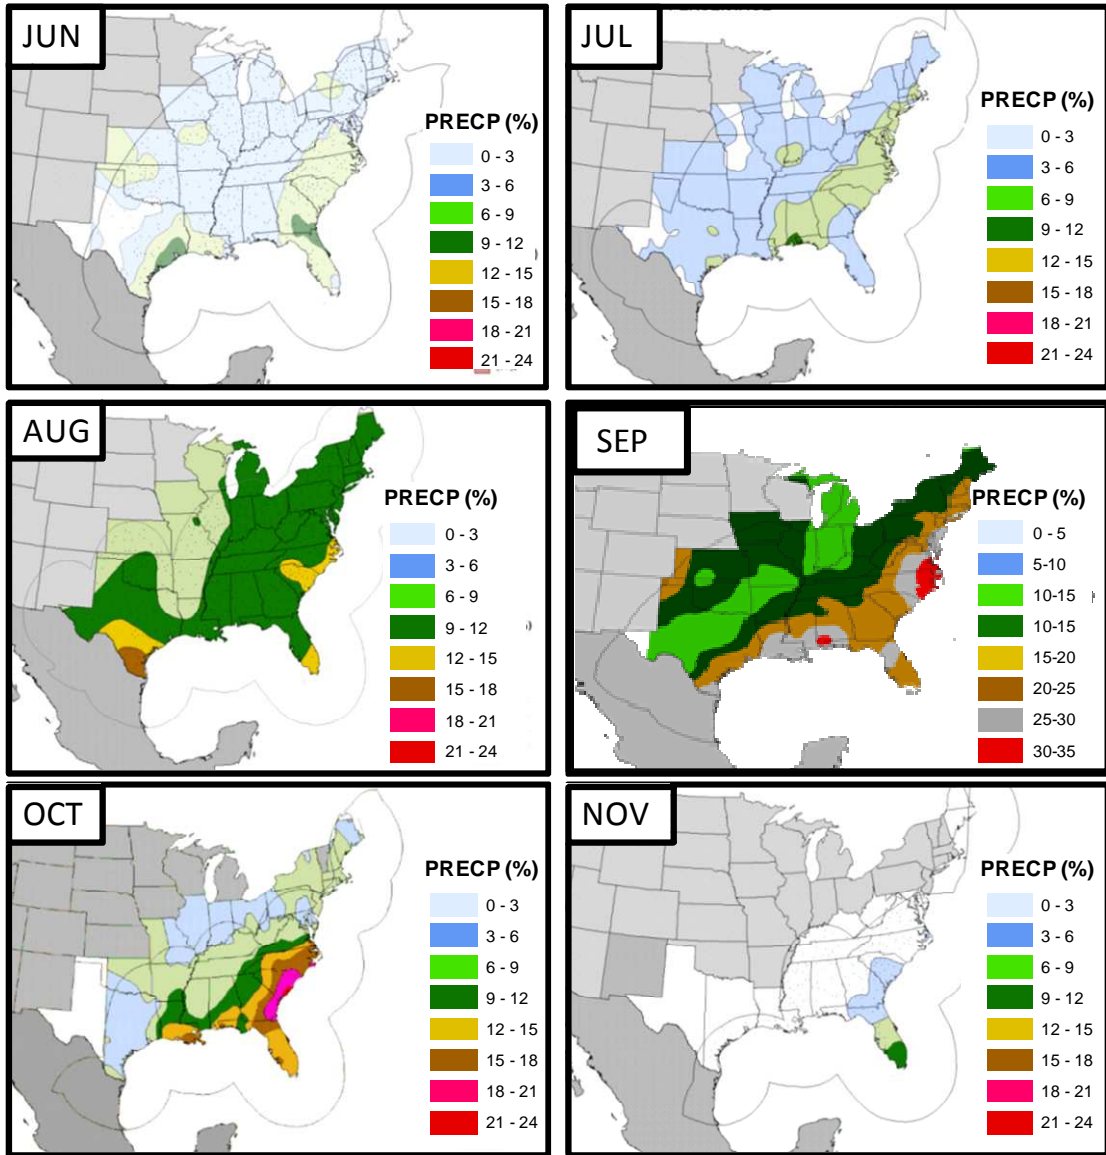 JUN
PRECP (%)
0 - 3
3 - 6
6 - 9
9 - 12
12 - 15
15 - 18
18 - 21
21 - 24
JUL
PRECP (%)
0 - 3
3 - 6
6 - 9
9 - 12
12 - 15
15 - 18
18 - 21
21 - 24
AUG
PRECP (%)
0 - 3
3 - 6
6 - 9
9 - 12
12 - 15
15 - 18
18 - 21
21 - 24
SEP
PRECP (%)
0 - 5
5-10
10-15
10-15
15-20
20-25
25-30
30-35
OCT
PRECP (%)
0 - 3
3 - 6
6 - 9
9 - 12
12 - 15
15 - 18
18 - 21
21 - 24
NOV
PRECP (%)
0 - 3
3 - 6
6 - 9
9 - 12
12 - 15
15 - 18
18 - 21
21 - 24